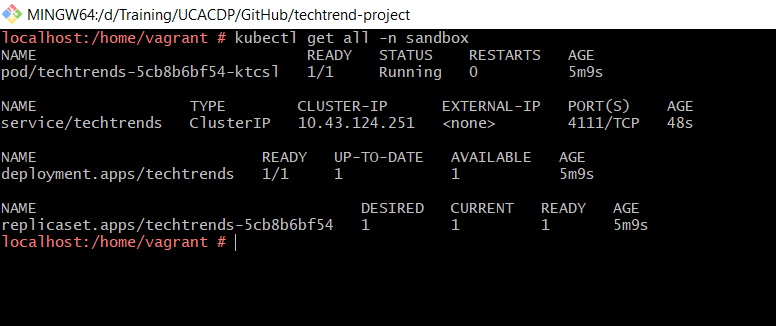 MINGW64:/d/Training/UCACDP/GitHub/techtrend-project
localhost:/home/vagrant # kubectl get all -n sandbox
NAME READY STATUS RESTARTS AGE
pod/techtrends-5cb8b6bf54-ktcsl 1/1 Running 0 5m9s
NAME TYPE CLUSTER-IP EXTERNAL-IP PORT(S) AGE
service/techtrends ClusterIP 10.43.124.251 <none> 4111/TCP 48s
NAME READY UP-TO-DATE AVAILABLE AGE
deployment.apps/techtrends 1/1 1 1 5m9s
NAME DESIRED CURRENT READY AGE
replicaset.apps/techtrends-5cb8b6bf54 1 1 1 5m9s
localhost:/home/vagrant #